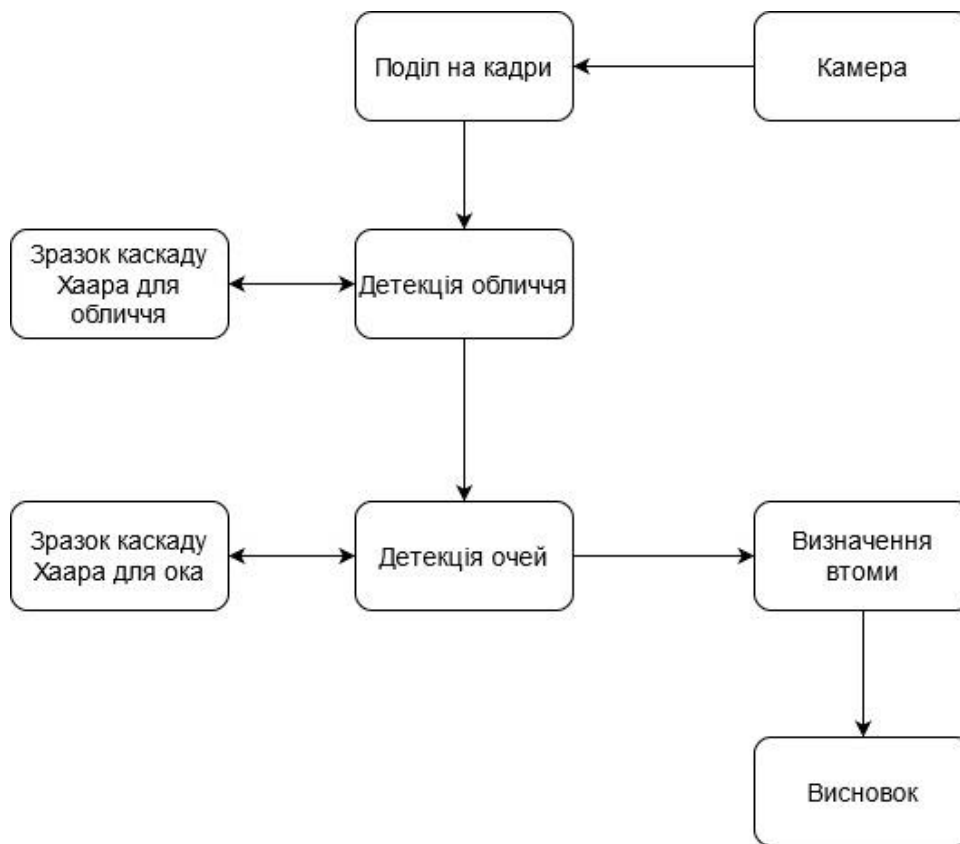 Поділ на кадри
Камера
Зразок каскаду
Хаара для
обличчя
Детекція обличчя
Зразок каскаду
Хаара для ока
Детекція очей
Визначення
втоми
Висновок